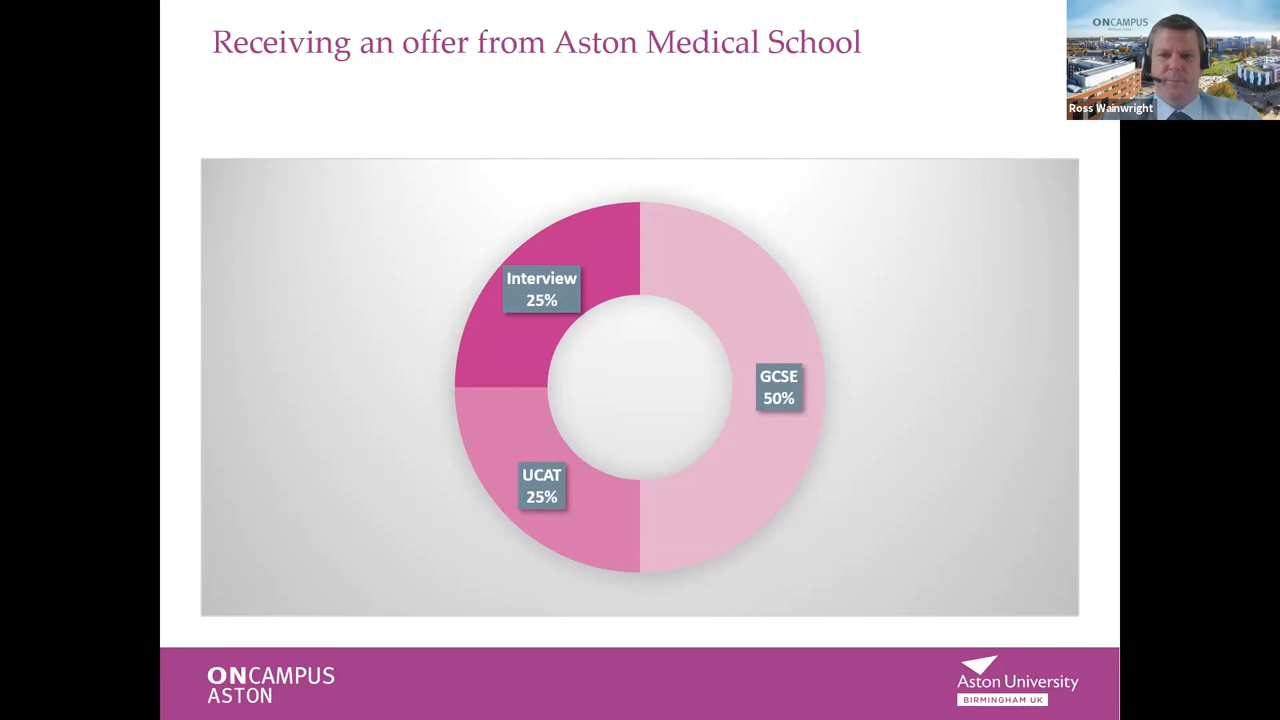 Receiving an offer from Aston Medical School
ONCAMPUS
Ross Wainwright
Interview
25%
GCSE
50%
UCAT
25%
ONCAMPUS
ASTON
Aston University
BIRMINGHAM UK